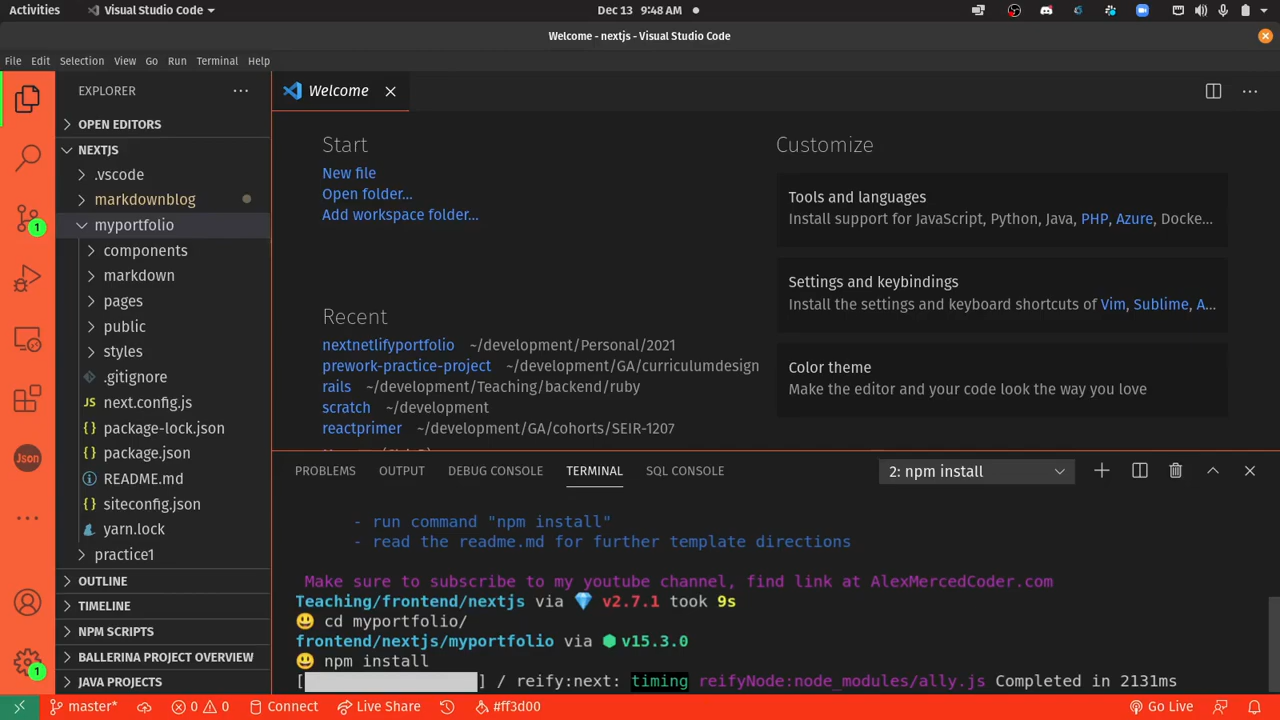 Activities
Visual Studio Code
Dec 13 9:48 AM
Welcome - nextjs - Visual Studio Code
File Edit Selection View Go Run Terminal Help
EXPLORER
OPEN EDITORS
NEXTJS
.vscode
markdownblog
myportfolio
components
markdown
pages
public
styles
.gitignore
JS next.config.js
{} package-lock.json
{} package.json
README.md
{} siteconfig.json
yarn.lock
practice1
OUTLINE
TIMELINE
NPM SCRIPTS
BALLERINA PROJECT OVERVIEW
JAVA PROJECTS
1
Json
1
Welcome
Start
New file
Open folder...
Add workspace folder...
Recent
nextnetlifyportfolio ~/development/Personal/2021
prework-practice-project ~/development/GA/curriculumdesign
rails ~/development/Teaching/backend/ruby
scratch ~/development
reactprimer ~/development/GA/cohorts/SEIR-1207
Customize
Tools and languages
Install support for JavaScript, Python, Java, PHP, Azure, Docke...
Settings and keybindings
Install the settings and keyboard shortcuts of Vim, Sublime, A...
Color theme
Make the editor and your code look the way you love
PROBLEMS OUTPUT DEBUG CONSOLE TERMINAL SQL CONSOLE
2: npm install
- run command "npm install"
- read the readme.md for further template directions
Make sure to subscribe to my youtube channel, find link at AlexMercedCoder.com
Teaching/frontend/nextjs via 💎 v2.7.1 took 9s
😃 cd myportfolio/
frontend/nextjs/myportfolio via ⬢ v15.3.0
😃 npm install
[ ] / reify:next: timing reifyNode:node_modules/ally.js Completed in 2131ms
master* 0 0 Connect Live Share #ff3d00 Go Live